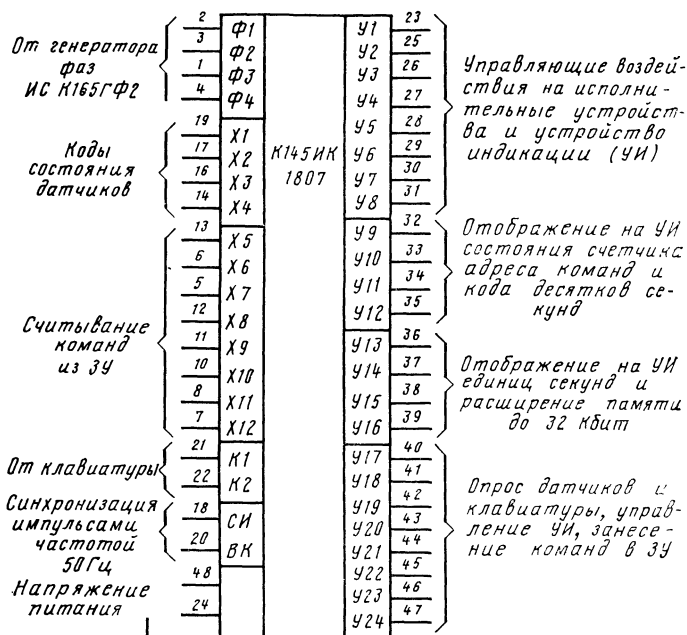 От генератора
фаз
ИС К165ГФ2
2 Ф1
3 Ф2
1 Ф3
4 Ф4
Коды
состояния
датчиков
19 X1
17 X2
16 X3
14 X4
Считывание
команд
из ЗУ
13 X5
6 X6
5 X7
12 X8
11 X9
10 X10
8 X11
7 X12
От клавиатуры
21 К1
22 К2
Синхронизация
импульсами
частотой
50Гц
18 СИ
20 ВК
48
Напряжение
питания
24
К145ИК
1807
У1 23
У2 25
У3 26
У4 27
У5 28
У6 29
У7 30
У8 31
Управляющие воздей-
ствия на исполни-
тельные устройст-
ва и устройство
индикации (УИ)
У9 32
У10 33
У11 34
У12 35
Отображение на УИ
состояния счетчика
адреса команд и
кода десятков се-
кунд
У13 36
У14 37
У15 38
У16 39
Отображение на УИ
единиц секунд и
расширение памяти
до 32 Кбит
У17 40
У18 41
У19 42
У20 43
У21 44
У22 45
У23 46
У24 47
Опрос датчиков и
клавиатуры, управ-
ление УИ, занесе-
ние команд в ЗУ